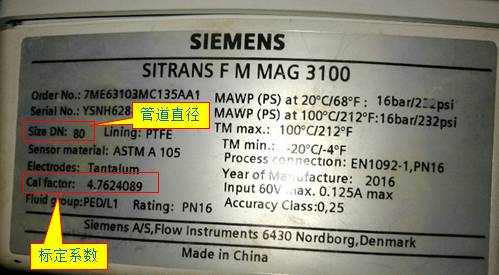 SIEMENS
SITRANS F M MAG 3100
Order No.: 7ME63103MC135AA1
Serial No.: YSNH628
管道直径
Size DN: 80 Lining: PTFE
Sensor material: ASTM A 105
Electrodes: Tantalum
Cal factor: 4.7624089
Fluid group:PED/L1 Rating: PN16
MAWP (PS) at 20°C/68°F : 16bar/232psi
MAWP (PS) at 100°C/212°F:16bar/232psi
TM max.: 100°C/212°F
TM min.: -20°C/-4°F
Process connection: EN1092-1,PN16
Year of Manufacture: 2016
Input 60V max. 0.125A max
Accuracy Class:0,25
标定系数
Siemens A/S,Flow Instruments 6430 Nordborg,Denmark
Made in China